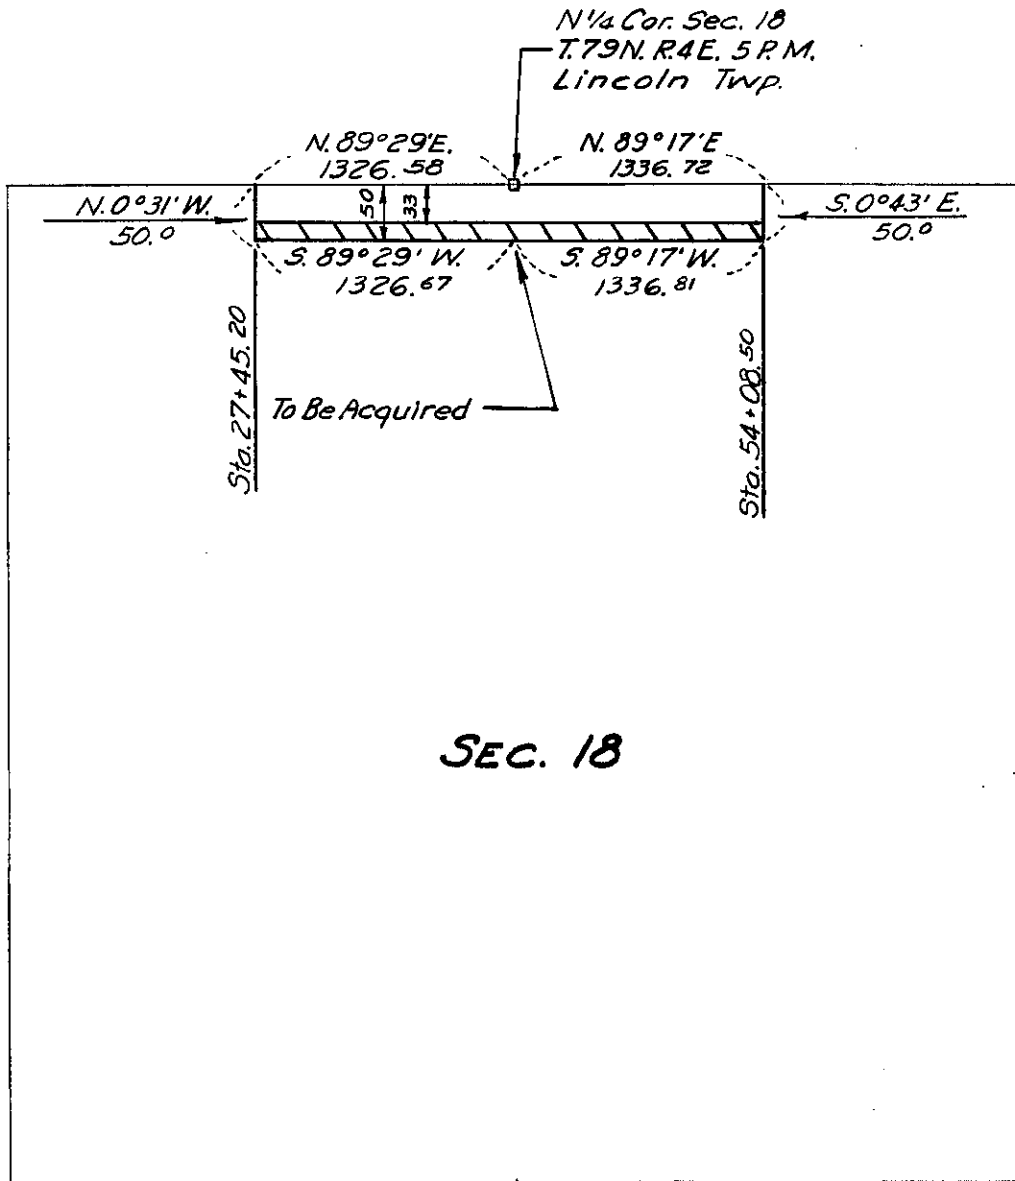 N¼ Cor. Sec. 18
T.79N. R.4E. 5 P.M.
Lincoln Twp.
N. 89°29'E.
1326.58
N. 89°17'E
1336.72
N. 0°31' W.
50.0
50
33
S. 0°43' E.
50.0
S. 89°29' W.
1326.67
S. 89°17' W.
1336.81
Sta. 27+45.20
To Be Acquired
Sta. 54+08.50
SEC. 18